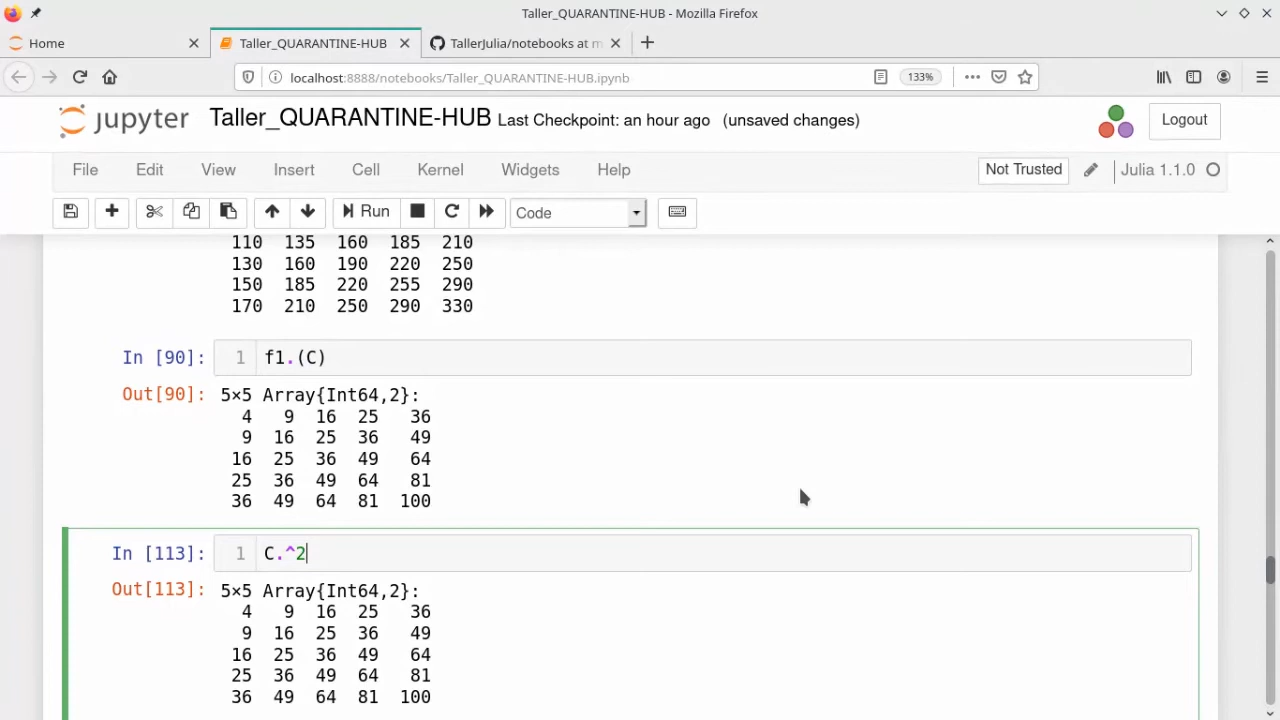 Taller_QUARANTINE-HUB - Mozilla Firefox
Home
Taller_QUARANTINE-HUB
TallerJulia/notebooks at m
localhost:8888/notebooks/Taller_QUARANTINE-HUB.ipynb
133%
jupyter Taller_QUARANTINE-HUB Last Checkpoint: an hour ago (unsaved changes)
Logout
File Edit View Insert Cell Kernel Widgets Help
Not Trusted
Julia 1.1.0
Run
Code
110 135 160 185 210
130 160 190 220 250
150 185 220 255 290
170 210 250 290 330
In [90]: 1 f1.(C)
Out[90]: 5×5 Array{Int64,2}:
4 9 16 25 36
9 16 25 36 49
16 25 36 49 64
25 36 49 64 81
36 49 64 81 100
In [113]: 1 C.^2
Out[113]: 5×5 Array{Int64,2}:
4 9 16 25 36
9 16 25 36 49
16 25 36 49 64
25 36 49 64 81
36 49 64 81 100